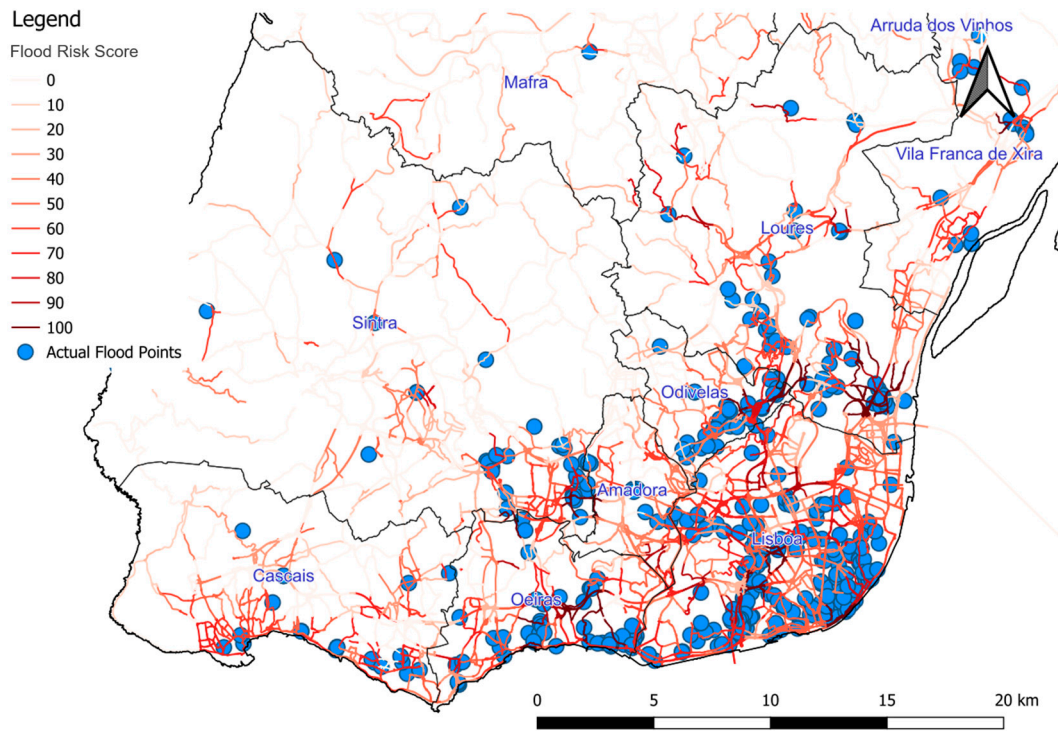 Legend
Flood Risk Score
0
10
20
30
40
50
60
70
80
90
100
Actual Flood Points
Arruda dos Vinhos
Mafra
Vila Franca de Xira
Loures
Sintra
Odivelas
Amadora
Lisboa
Cascais
Oeiras
0 5 10 15 20 km